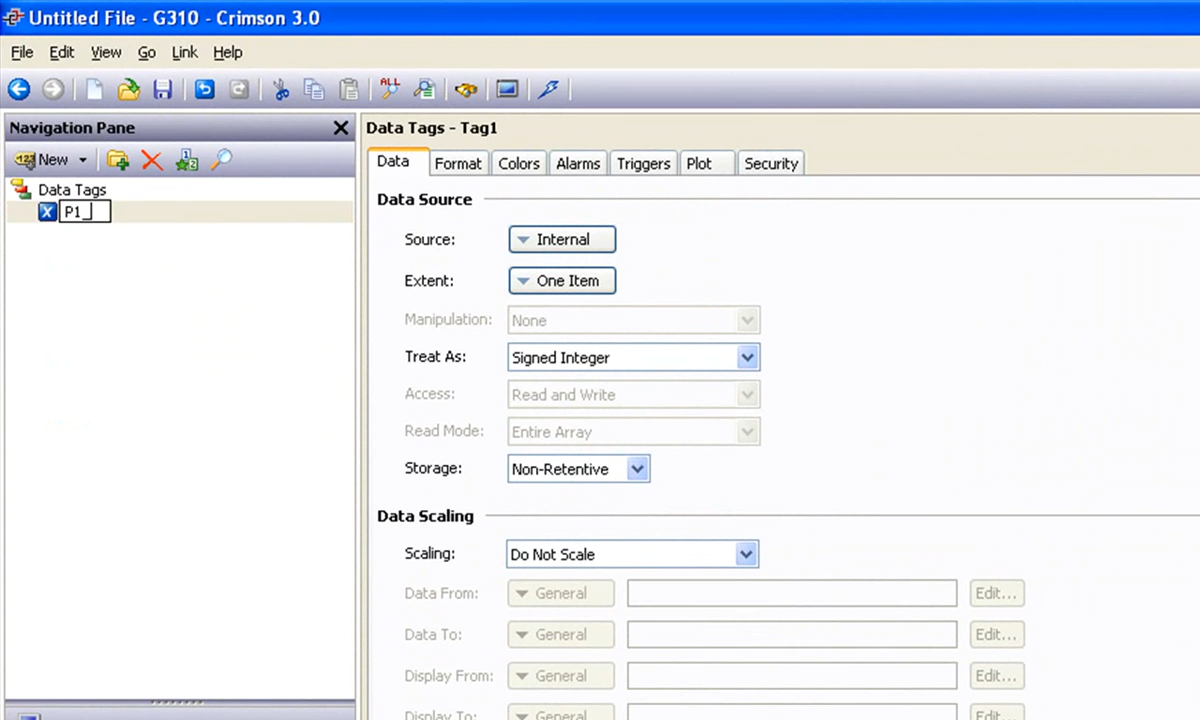 Untitled File - G310 - Crimson 3.0
File Edit View Go Link Help
ALL
Navigation Pane
Data Tags - Tag1
123 New
Data Format Colors Alarms Triggers Plot Security
Data Tags
X P1_
Data Source
Source: Internal
Extent: One Item
Manipulation: None
Treat As: Signed Integer
Access: Read and Write
Read Mode: Entire Array
Storage: Non-Retentive
Data Scaling
Scaling: Do Not Scale
Data From: General Edit...
Data To: General Edit...
Display From: General Edit...
Display To: General Edit...